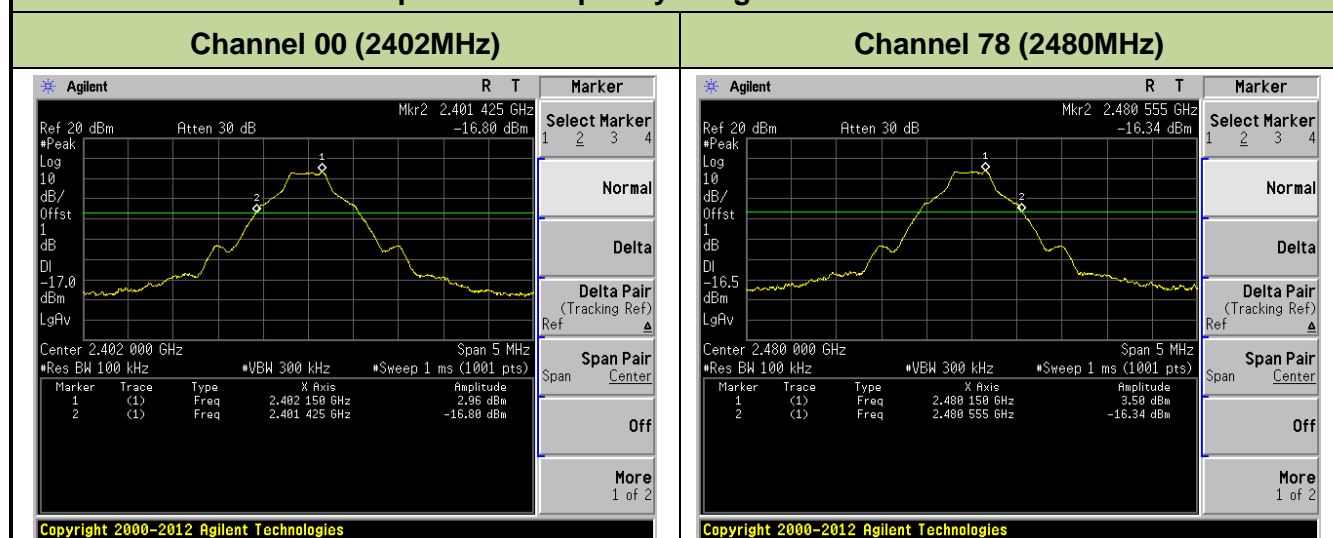 Channel 00 (2402MHz)
Channel 78 (2480MHz)
Agilent
R T
Marker
Mkr2 2.401 425 GHz
Ref 20 dBm
Atten 30 dB
-16.80 dBm
#Peak
Log
10
dB/
Offst
1
dB
DI
-17.0
dBm
LgAv
1
2
Center 2.402 000 GHz
Span 5 MHz
#Res BW 100 kHz
#VBW 300 kHz
#Sweep 1 ms (1001 pts)
Marker Trace Type X Axis Amplitude
1 (1) Freq 2.402 150 GHz 2.96 dBm
2 (1) Freq 2.401 425 GHz -16.80 dBm
Select Marker
1 2 3 4
Normal
Delta
Delta Pair
(Tracking Ref)
Ref Δ
Span Pair
Span Center
Off
More
1 of 2
Copyright 2000-2012 Agilent Technologies
Agilent
R T
Marker
Mkr2 2.480 555 GHz
Ref 20 dBm
Atten 30 dB
-16.34 dBm
#Peak
Log
10
dB/
Offst
1
dB
DI
-16.5
dBm
LgAv
1
2
Center 2.480 000 GHz
Span 5 MHz
#Res BW 100 kHz
#VBW 300 kHz
#Sweep 1 ms (1001 pts)
Marker Trace Type X Axis Amplitude
1 (1) Freq 2.480 150 GHz 3.50 dBm
2 (1) Freq 2.480 555 GHz -16.34 dBm
Select Marker
1 2 3 4
Normal
Delta
Delta Pair
(Tracking Ref)
Ref Δ
Span Pair
Span Center
Off
More
1 of 2
Copyright 2000-2012 Agilent Technologies